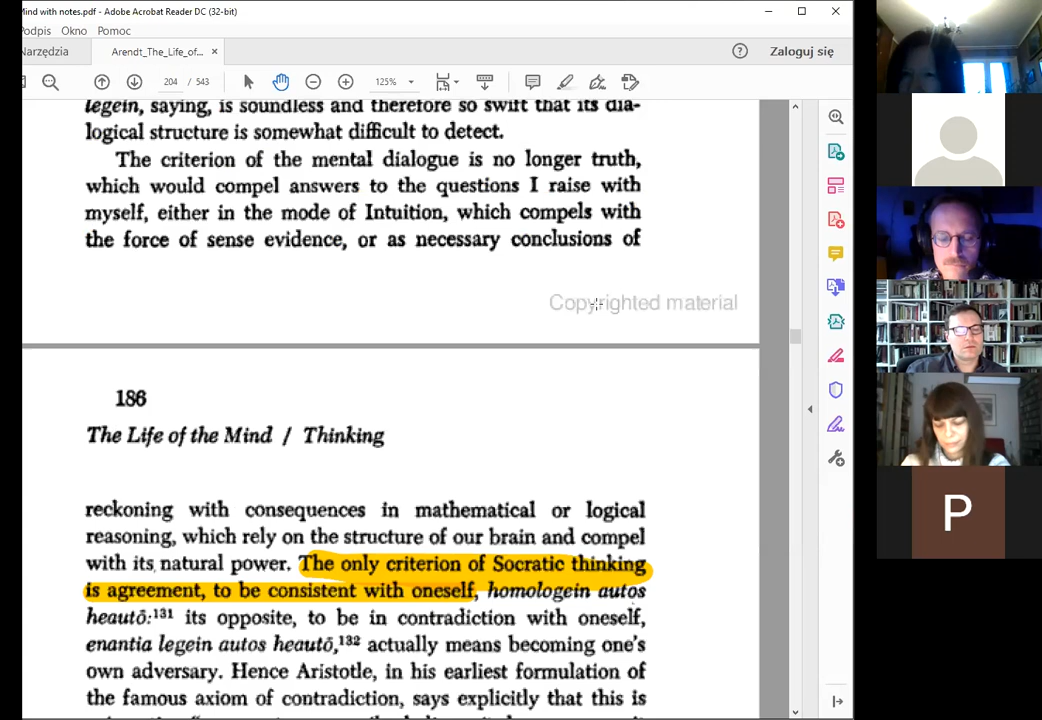 Mind with notes.pdf - Adobe Acrobat Reader DC (32-bit)
Podpis Okno Pomoc
Narzędzia Arendt_The_Life_of... × Zaloguj się
204 / 543 125%
legein, saying, is soundless and therefore so swift that its dia-
logical structure is somewhat difficult to detect.
The criterion of the mental dialogue is no longer truth,
which would compel answers to the questions I raise with
myself, either in the mode of Intuition, which compels with
the force of sense evidence, or as necessary conclusions of
Copyrighted material
186
The Life of the Mind / Thinking
reckoning with consequences in mathematical or logical
reasoning, which rely on the structure of our brain and compel
with its natural power. The only criterion of Socratic thinking
is agreement, to be consistent with oneself, homologein autos
heautō:¹³¹ its opposite, to be in contradiction with oneself,
enantia legein autos heautō,¹³² actually means becoming one's
own adversary. Hence Aristotle, in his earliest formulation of
the famous axiom of contradiction, says explicitly that this is
P